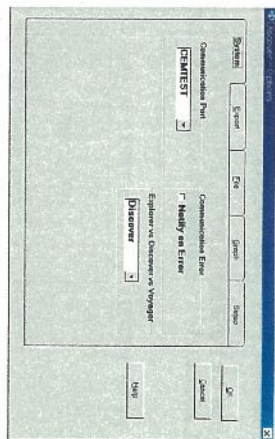 System Export File Graph Setup
Communication Port
CEMTEST
Communication Error
Notify on Error
Explorer vs Discover vs Voyager
Discover
Cancel
Help